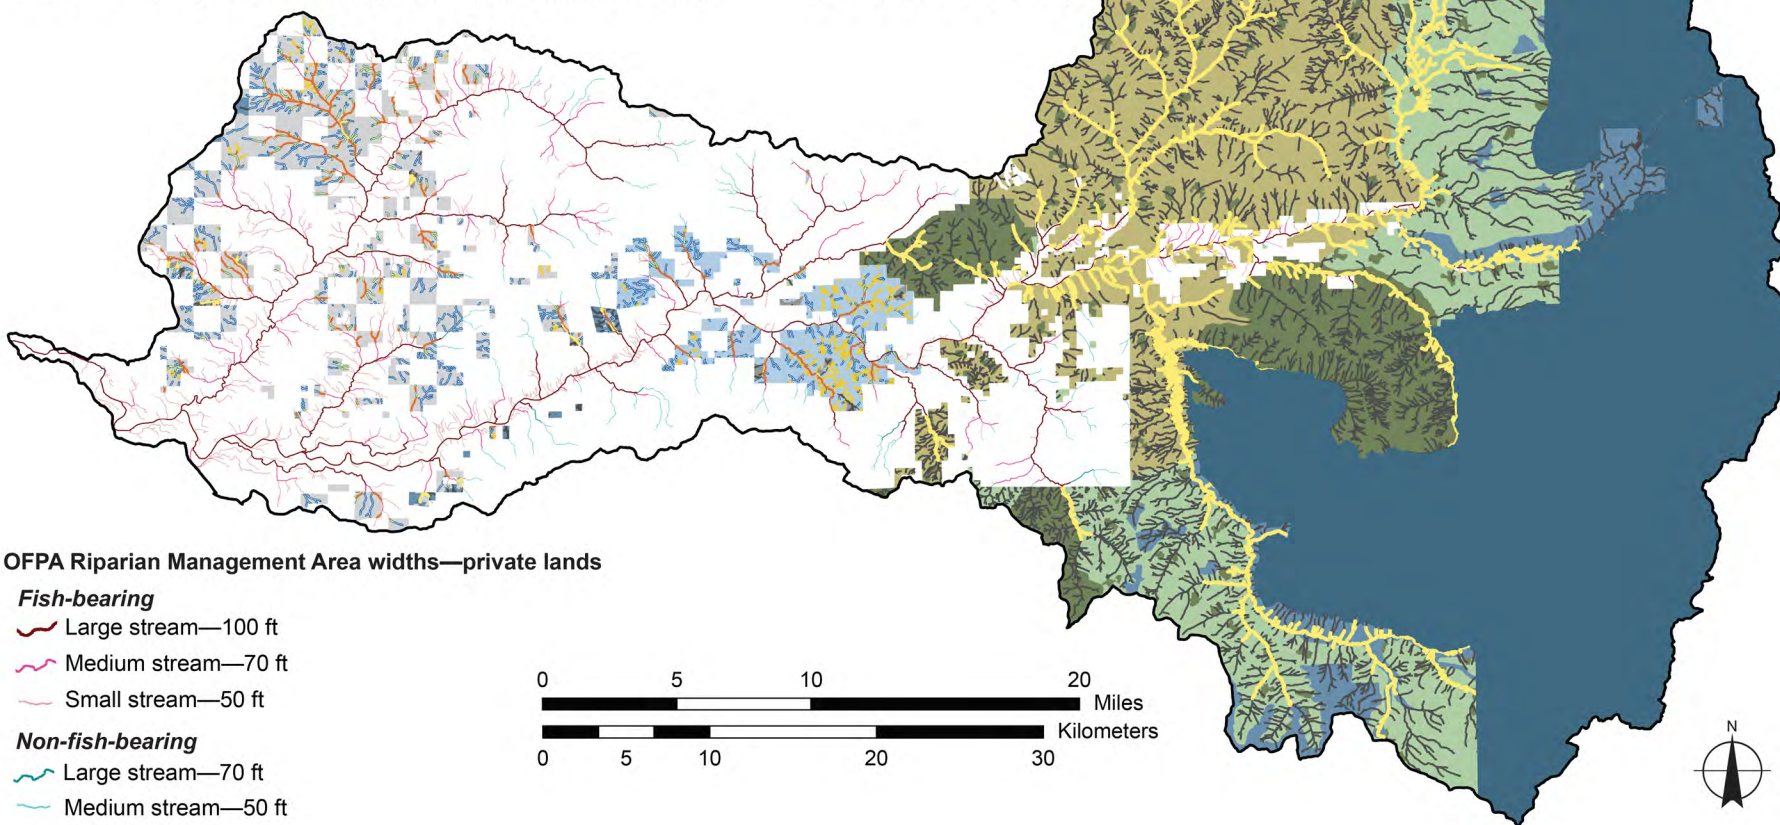 OFPA Riparian Management Area widths—private lands
Fish-bearing
Large stream—100 ft
Medium stream—70 ft
Small stream—50 ft
Non-fish-bearing
Large stream—70 ft
Medium stream—50 ft
0 5 10 20
Miles
Kilometers
0 5 10 20 30
N